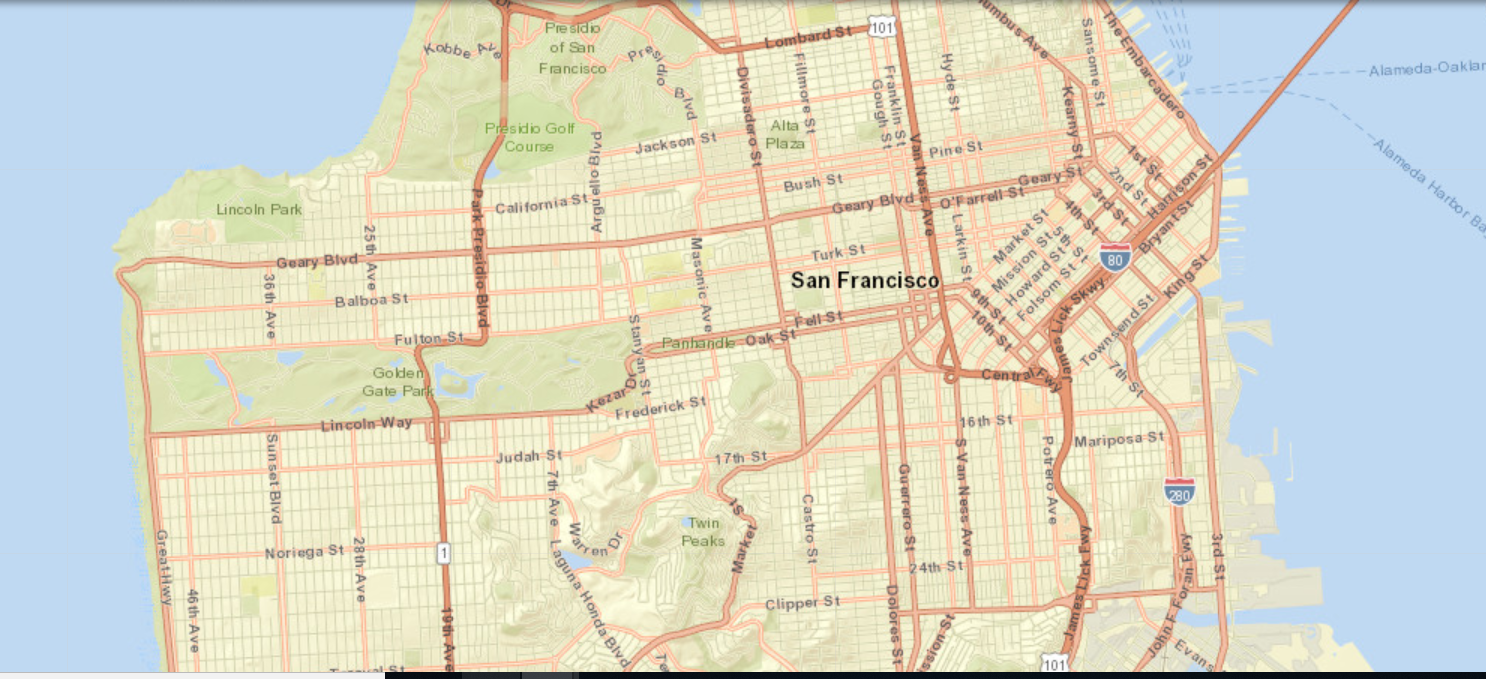 Dr
Presidio
of San
Francisco
Kobbe Ave
Presidio Blvd
Lombard St
101
Columbus Ave
The Embarcadero
Sansome St
Alameda-Oaklan
Divisadero St
Fillmore St
Franklin St
Gough St
Hyde St
Kearny St
Presidio Golf
Course
Alta
Plaza
Arguello Blvd
Jackson St
Van Ness Ave
Pine St
1st St
2nd St
3rd St
4th St
5th St
Harrison St
Bryant St
Alameda Harbor Ba
Bush St
Geary St
Lincoln Park
California St
Geary Blvd
O'Farrell St
Park Presidio Blvd
25th Ave
Geary Blvd
36th Ave
Balboa St
Masonic Ave
Turk St
Larkin St
Market St
Mission St
Howard St
Folsom St
80
San Francisco
9th St
10th St
James Lick Skwy
King St
Townsend St
7th St
Fulton St
Stanyan St
Panhandle
Oak St
Fell St
Golden
Gate Park
Kezar Dr
Frederick St
Central Fwy
Lincoln Way
16th St
Mariposa St
Sunset Blvd
Judah St
7th Ave
17th St
Guerrero St
S Van Ness Ave
Potrero Ave
280
Twin
Peaks
Market St
Castro St
Warren Dr
Great Hwy
Noriega St
28th Ave
1
Laguna Honda Blvd
24th St
James Lick Fwy
John F Foran Fwy
3rd St
46th Ave
19th Ave
Clipper St
Dolores St
ission St
Evans
101
Taraval St
Te